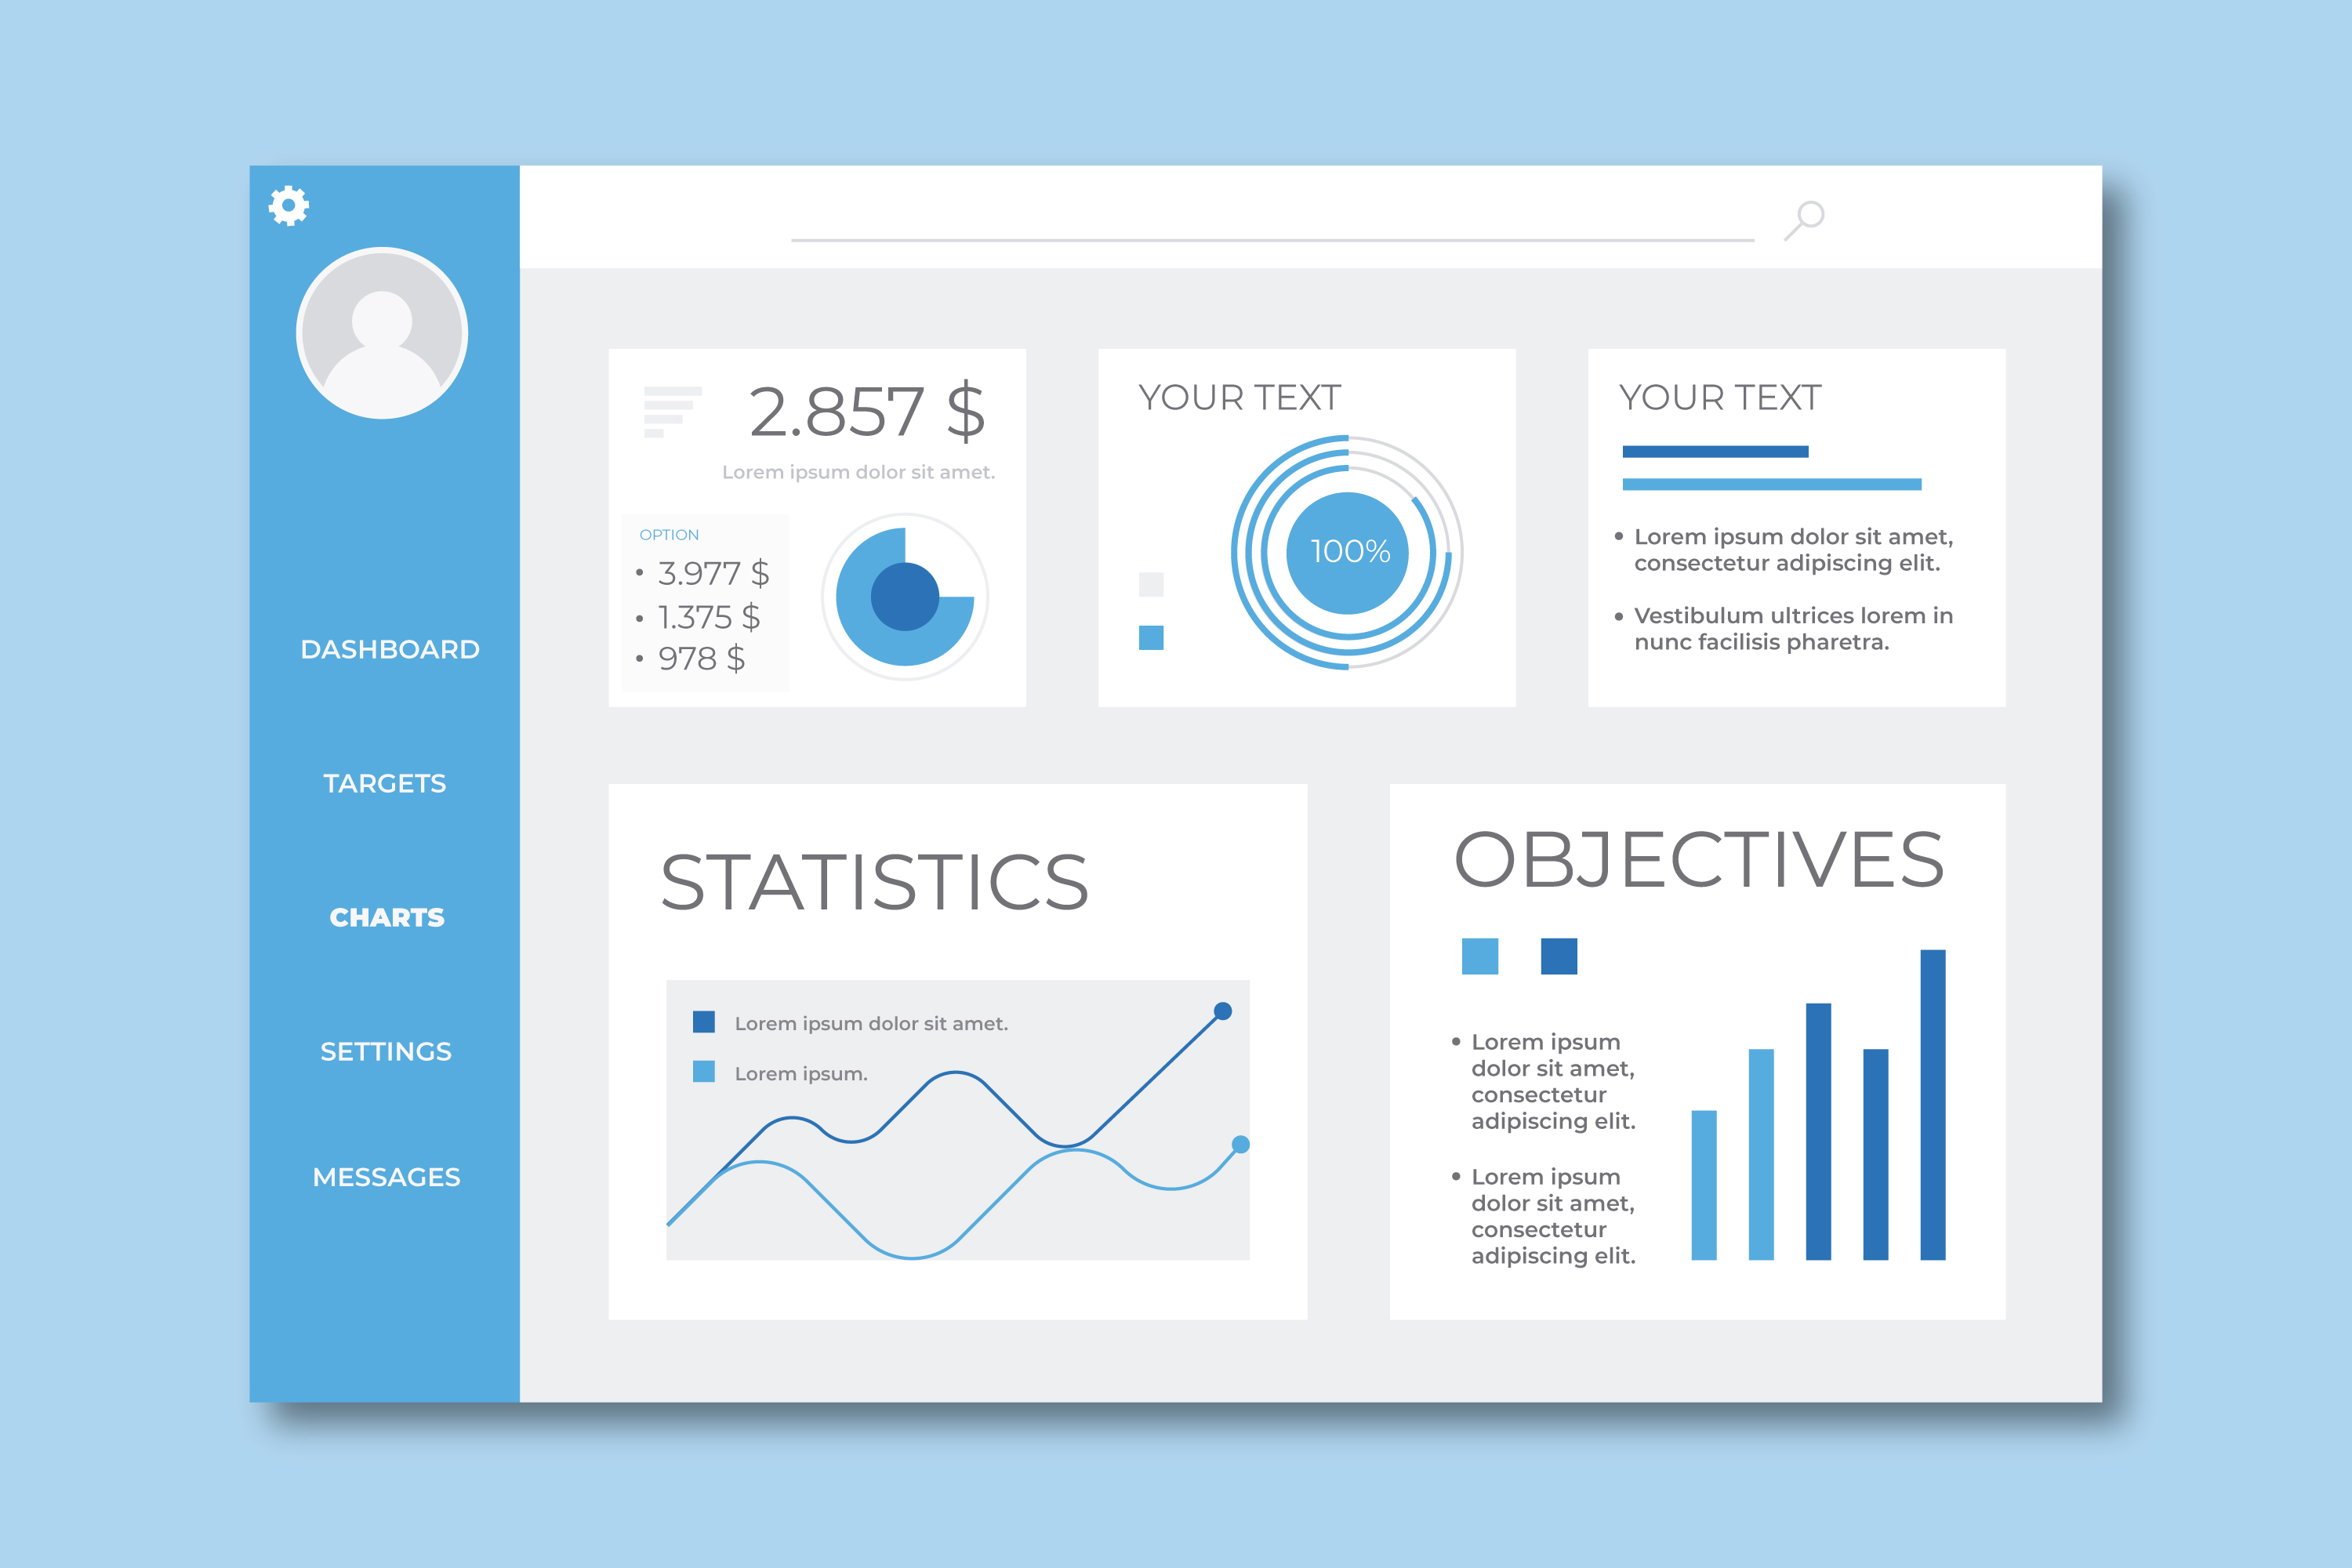 DASHBOARD
TARGETS
CHARTS
SETTINGS
MESSAGES
2.857 $
Lorem ipsum dolor sit amet.
OPTION
• 3.977 $
• 1.375 $
• 978 $
YOUR TEXT
100%
YOUR TEXT
• Lorem ipsum dolor sit amet,
consectetur adipiscing elit.
• Vestibulum ultrices lorem in
nunc facilisis pharetra.
STATISTICS
Lorem ipsum dolor sit amet.
Lorem ipsum.
OBJECTIVES
• Lorem ipsum
dolor sit amet,
consectetur
adipiscing elit.
• Lorem ipsum
dolor sit amet,
consectetur
adipiscing elit.